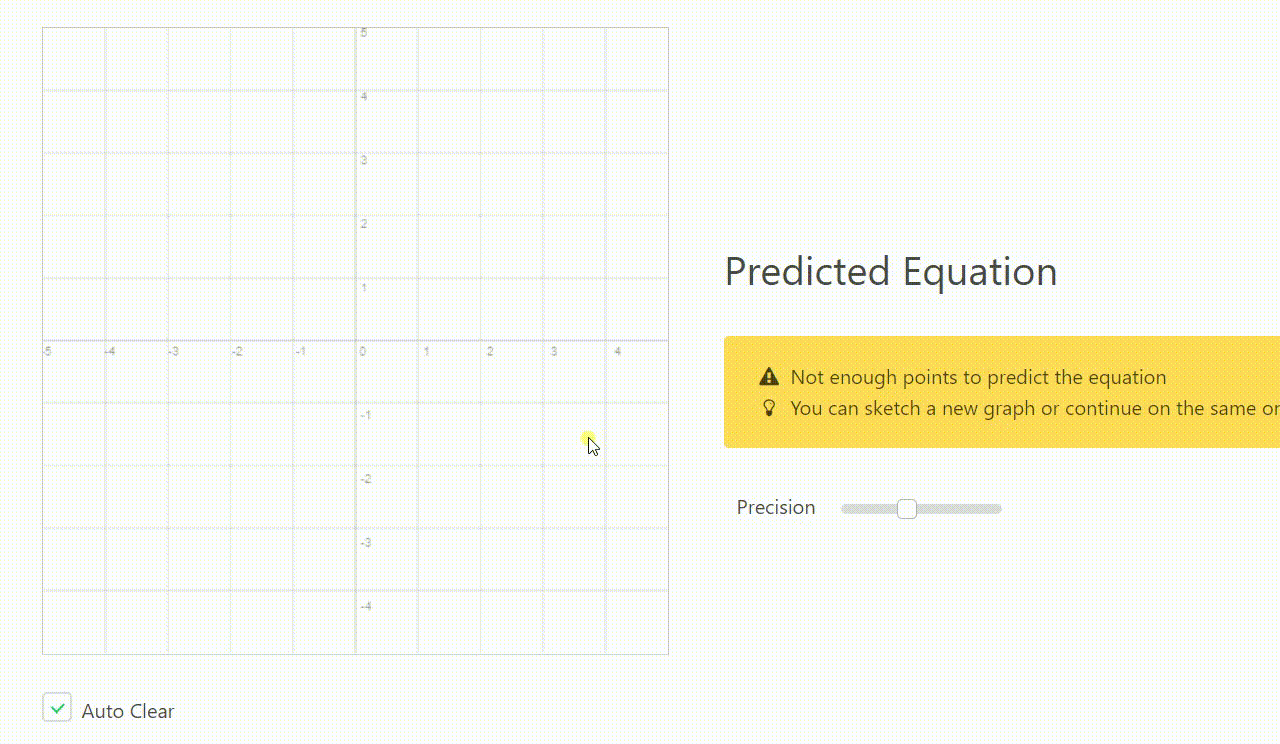 5
4
3
2
1
5 -4 -3 -2 -1 0 1 2 3 4
-1
-2
-3
-4
Predicted Equation
Not enough points to predict the equation
You can sketch a new graph or continue on the same
Precision
Auto Clear